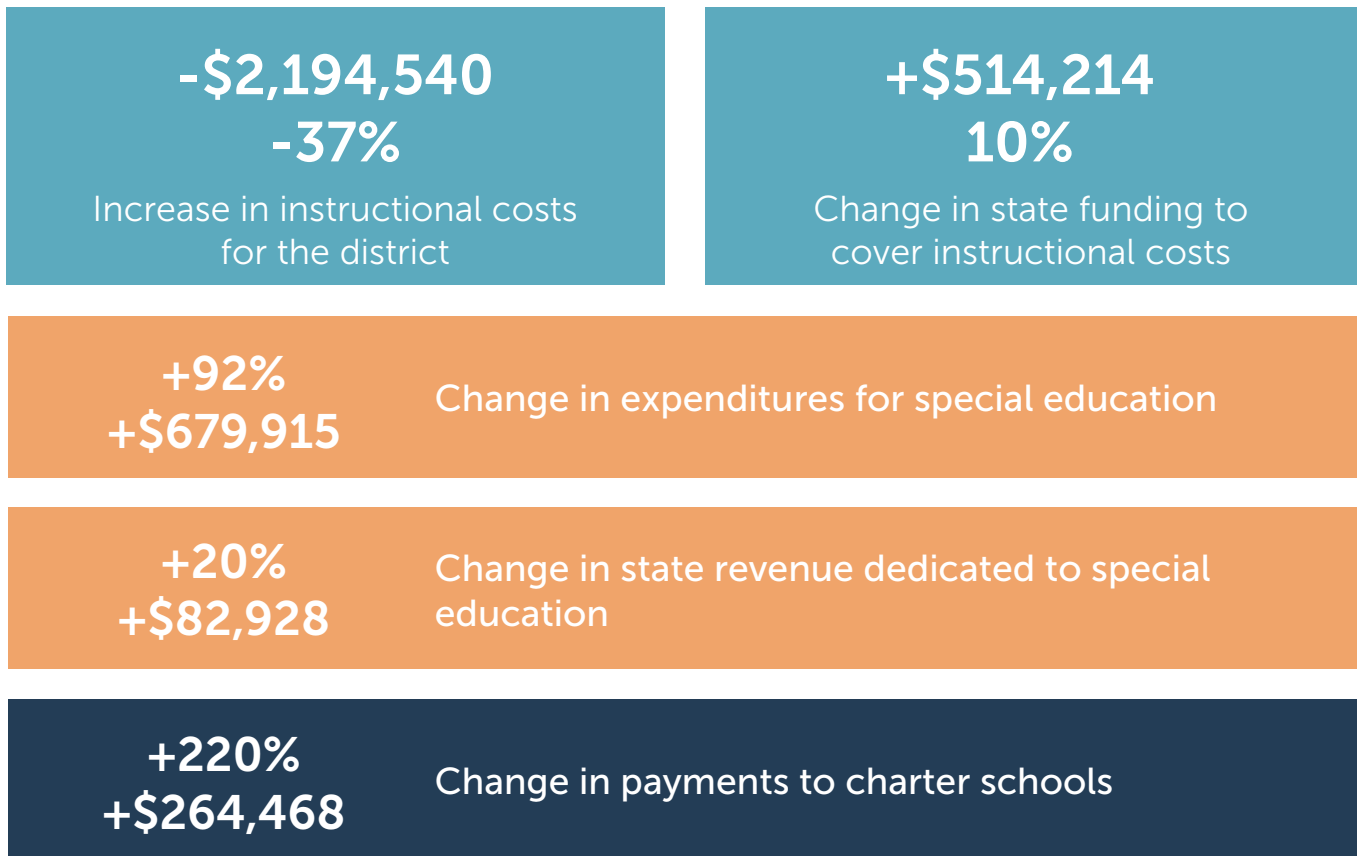 -$2,194,540
-37%
Increase in instructional costs
for the district
+$514,214
10%
Change in state funding to
cover instructional costs
+92%
+$679,915
Change in expenditures for special education
+20%
+$82,928
Change in state revenue dedicated to special
education
+220%
+$264,468
Change in payments to charter schools